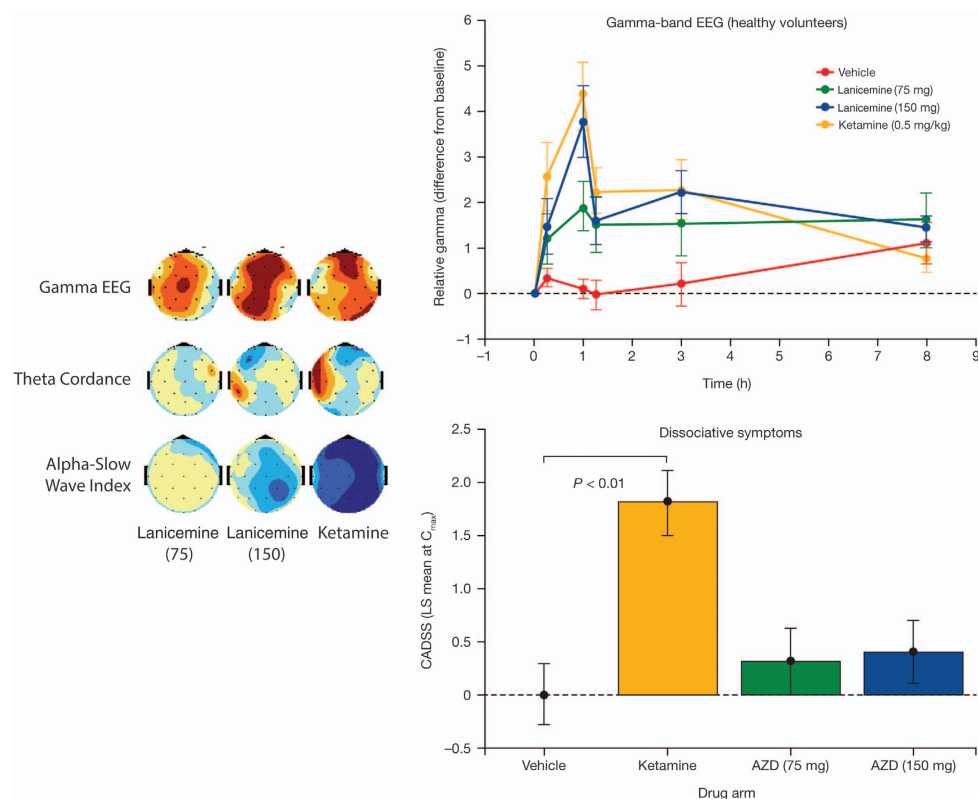 Gamma EEG
Theta Cordance
Alpha-Slow
Wave Index
Lanicemine
(75)
Lanicemine
(150)
Ketamine
Gamma-band EEG (healthy volunteers)
Relative gamma (difference from baseline)
6
5
4
3
2
1
0
–1
Vehicle
Lanicemine (75 mg)
Lanicemine (150 mg)
Ketamine (0.5 mg/kg)
–1 0 1 2 3 4 5 6 7 8 9
Time (h)
Dissociative symptoms
CADSS (LS mean at Cmax)
2.5
2.0
1.5
1.0
0.5
0
–0.5
P < 0.01
Vehicle Ketamine AZD (75 mg) AZD (150 mg)
Drug arm